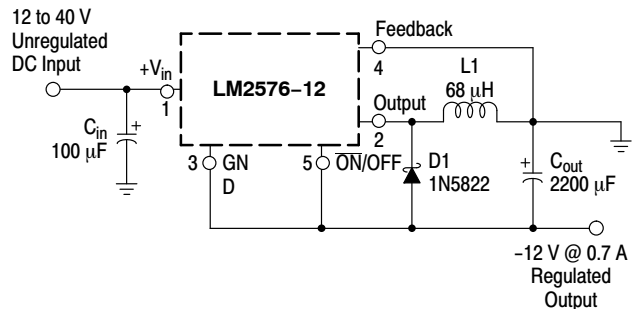 12 to 40 V
Unregulated
DC Input
+Vin
1
Cin
100 μF
+
LM2576–12
Feedback
4
Output
2
L1
68 μH
3
GN
D
5
ON/OFF
D1
1N5822
+
Cout
2200 μF
–12 V @ 0.7 A
Regulated
Output